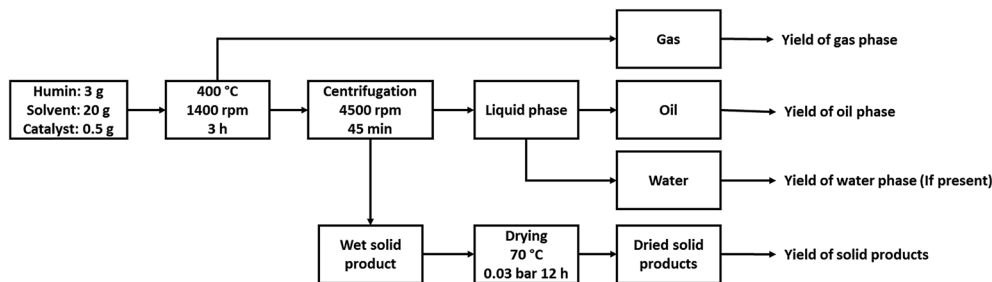 Gas
Yield of gas phase
Humin: 3 g
Solvent: 20 g
Catalyst: 0.5 g
400 °C
1400 rpm
3 h
Centrifugation
4500 rpm
45 min
Liquid phase
Oil
Yield of oil phase
Water
Yield of water phase (If present)
Wet solid
product
Drying
70 °C
0.03 bar 12 h
Dried solid
products
Yield of solid products